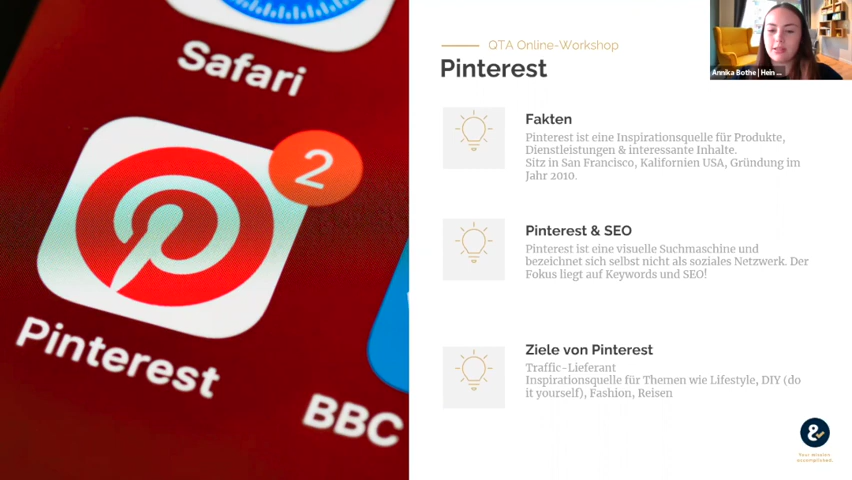 Safari
2
Pinterest
BBC
QTA Online-Workshop
Pinterest
Annika Bothe | Hein ...
Fakten
Pinterest ist eine Inspirationsquelle für Produkte,
Dienstleistungen & interessante Inhalte.
Sitz in San Francisco, Kalifornien USA, Gründung im
Jahr 2010.
Pinterest & SEO
Pinterest ist eine visuelle Suchmaschine und
bezeichnet sich selbst nicht als soziales Netzwerk. Der
Fokus liegt auf Keywords und SEO!
Ziele von Pinterest
Traffic-Lieferant
Inspirationsquelle für Themen wie Lifestyle, DIY (do
it yourself), Fashion, Reisen
&
Your mission
accomplished.